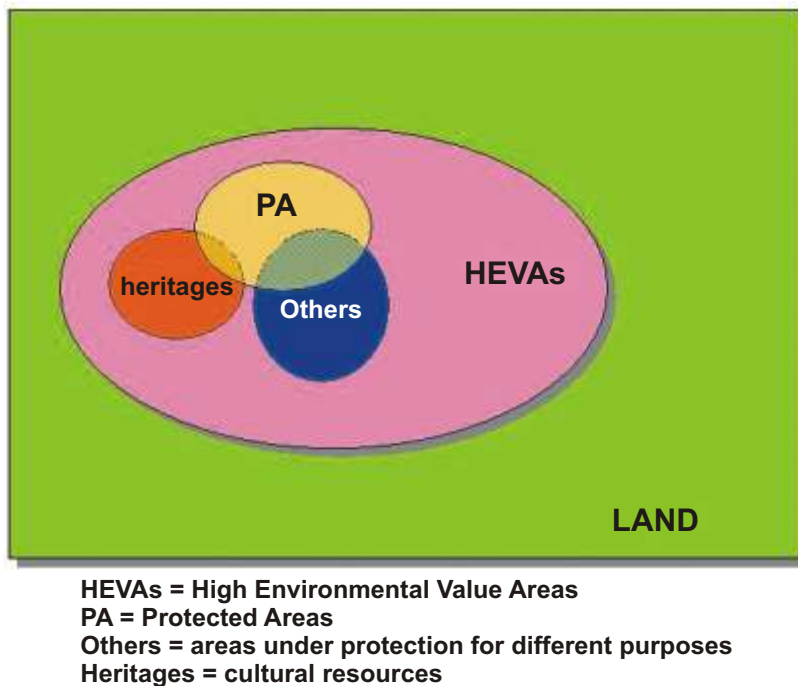 PA
HEVAs
heritages
Others
LAND
HEVAs = High Environmental Value Areas
PA = Protected Areas
Others = areas under protection for different purposes
Heritages = cultural resources